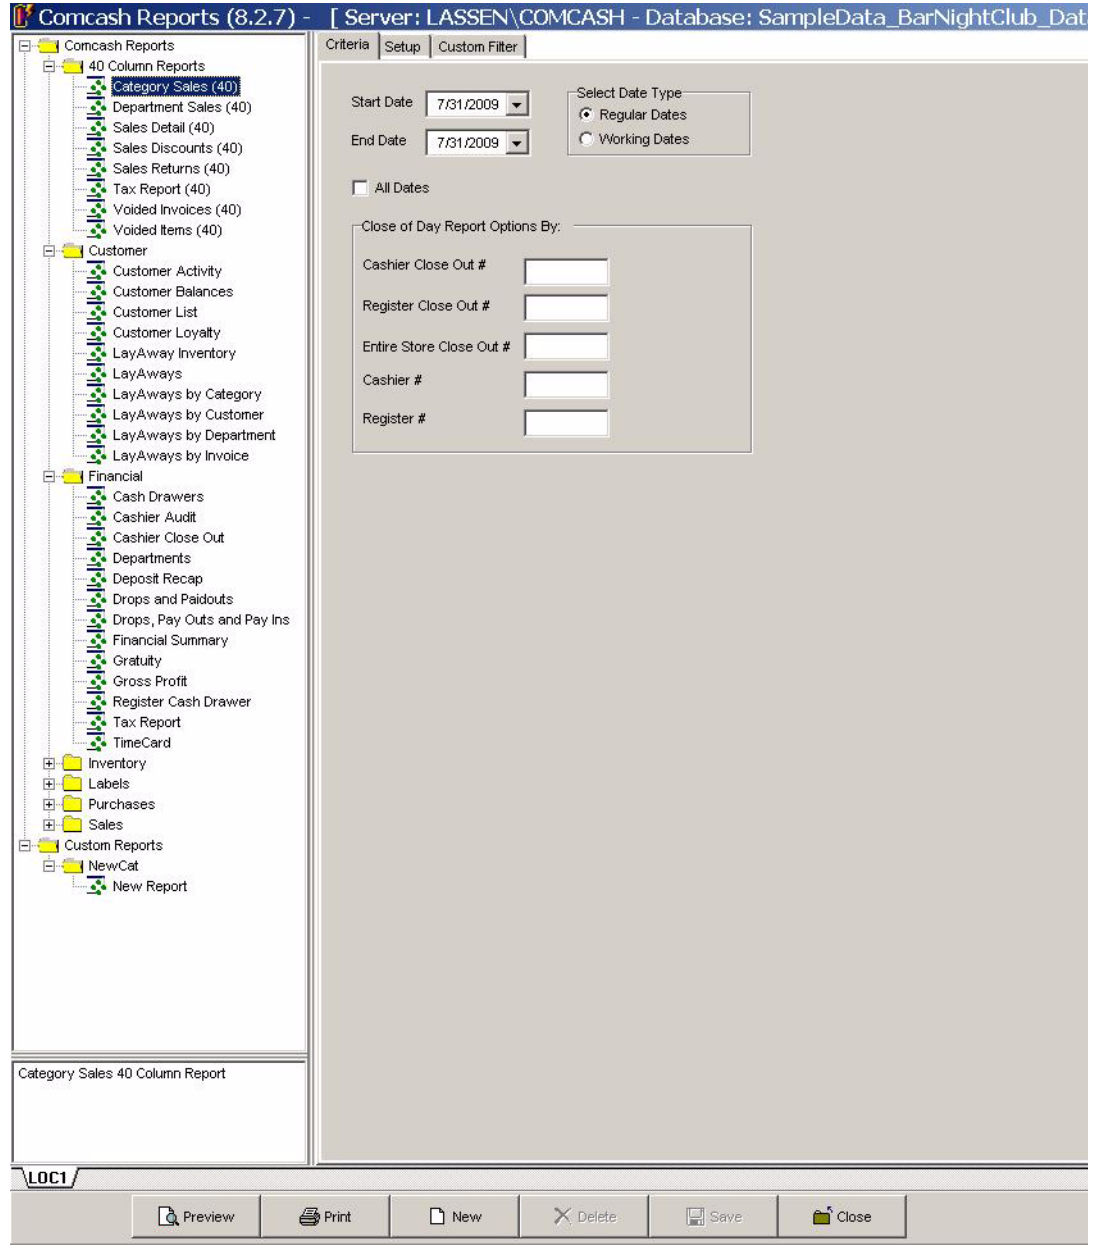 Comcash Reports (8.2.7) - [ Server: LASSEN\COMCASH - Database: SampleData_BarNightClub_Dat
Comcash Reports
40 Column Reports
Category Sales (40)
Department Sales (40)
Sales Detail (40)
Sales Discounts (40)
Sales Returns (40)
Tax Report (40)
Voided Invoices (40)
Voided Items (40)
Customer
Customer Activity
Customer Balances
Customer List
Customer Loyalty
LayAway Inventory
LayAways
LayAways by Category
LayAways by Customer
LayAways by Department
LayAways by Invoice
Financial
Cash Drawers
Cashier Audit
Cashier Close Out
Departments
Deposit Recap
Drops and Paidouts
Drops, Pay Outs and Pay Ins
Financial Summary
Gratuity
Gross Profit
Register Cash Drawer
Tax Report
TimeCard
Inventory
Labels
Purchases
Sales
Custom Reports
NewCat
New Report
Category Sales 40 Column Report
Criteria Setup Custom Filter
Start Date 7/31/2009
End Date 7/31/2009
Select Date Type
Regular Dates
Working Dates
All Dates
Close of Day Report Options By:
Cashier Close Out #
Register Close Out #
Entire Store Close Out #
Cashier #
Register #
LOC1
Preview Print New Delete Save Close